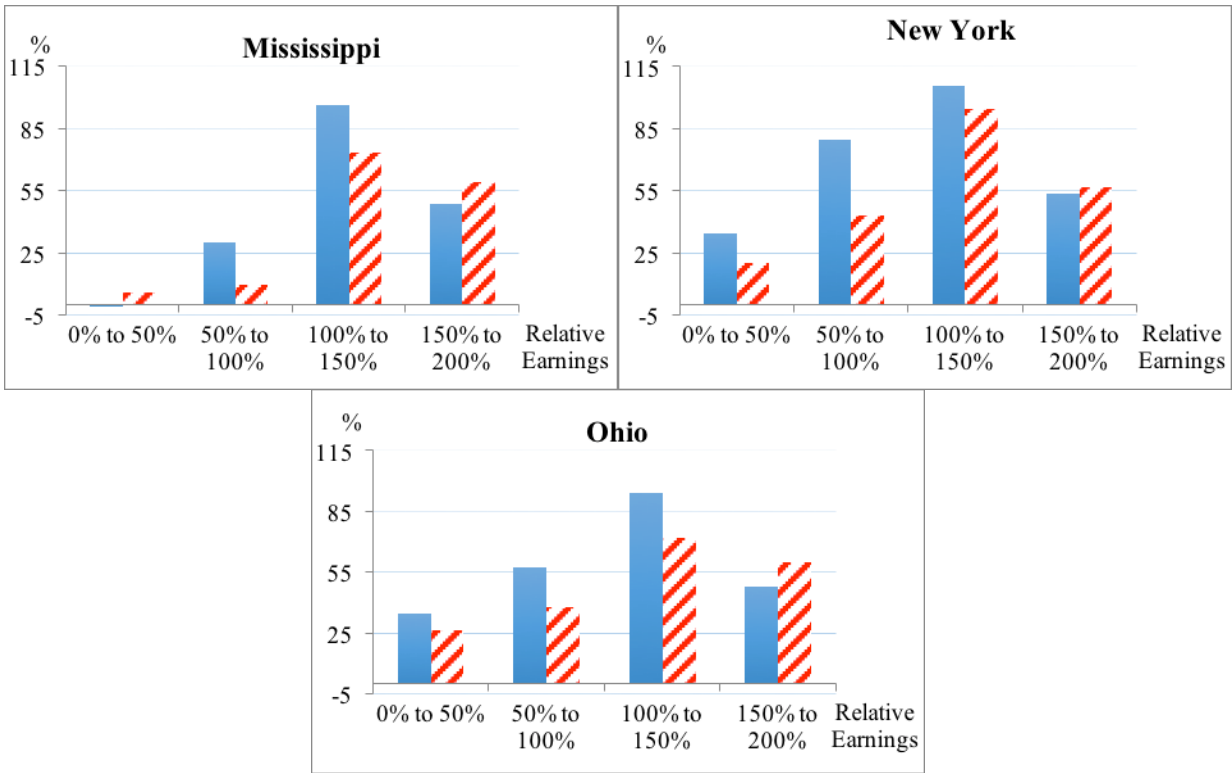 Mississippi
%
115
85
55
25
-5
0% to 50%
50% to
100%
100% to
150%
150% to
200%
Relative
Earnings
New York
%
115
85
55
25
-5
0% to 50%
50% to
100%
100% to
150%
150% to
200%
Relative
Earnings
Ohio
%
115
85
55
25
-5
0% to 50%
50% to
100%
100% to
150%
150% to
200%
Relative
Earnings